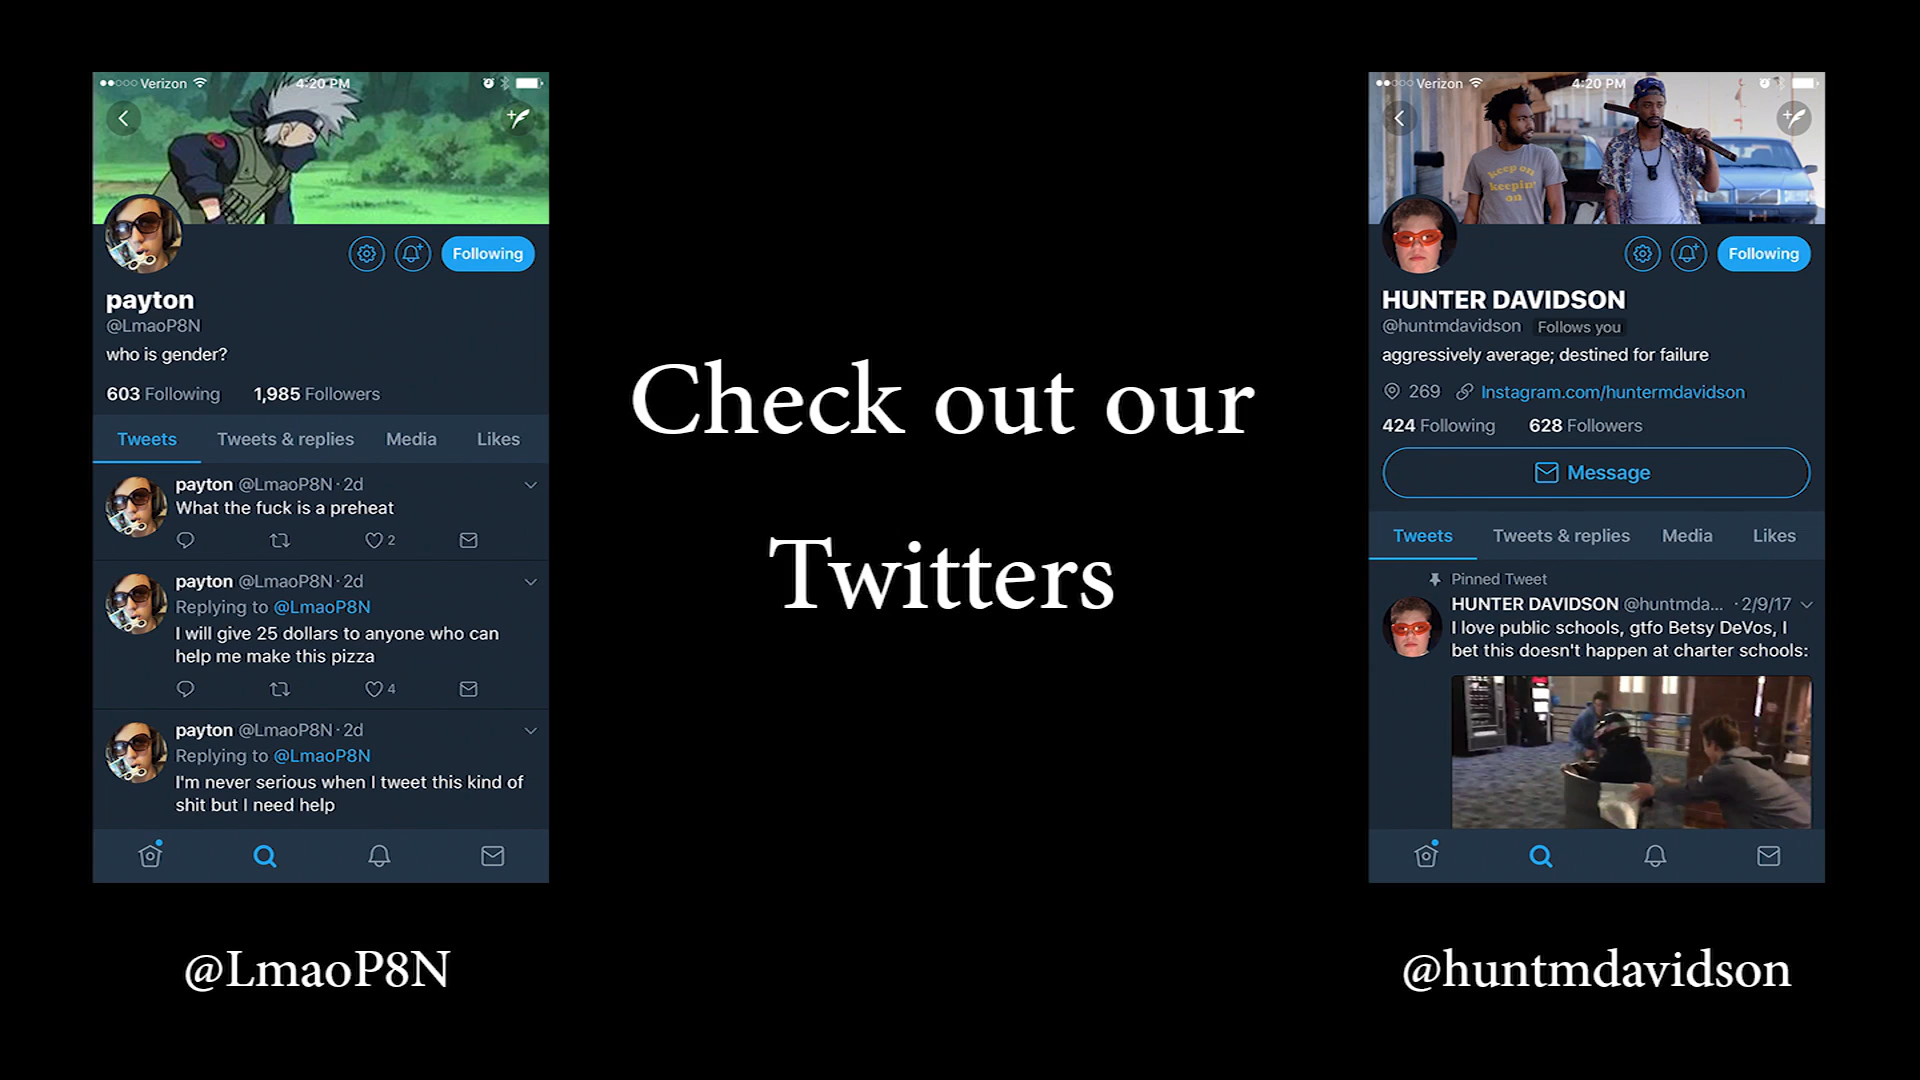 Verizon
4:20 PM
Following
payton
@LmaoP8N
who is gender?
603 Following 1,985 Followers
Tweets Tweets & replies Media Likes
payton @LmaoP8N · 2d
What the fuck is a preheat
2
payton @LmaoP8N · 2d
Replying to @LmaoP8N
I will give 25 dollars to anyone who can
help me make this pizza
4
payton @LmaoP8N · 2d
Replying to @LmaoP8N
I'm never serious when I tweet this kind of
shit but I need help
@LmaoP8N
Check out our
Twitters
Verizon
4:20 PM
keep on
keepin'
on
Following
HUNTER DAVIDSON
@huntmdavidson Follows you
aggressively average; destined for failure
269 Instagram.com/huntermdavidson
424 Following 628 Followers
Message
Tweets Tweets & replies Media Likes
Pinned Tweet
HUNTER DAVIDSON @huntmda... · 2/9/17
I love public schools, gtfo Betsy DeVos, I
bet this doesn't happen at charter schools:
@huntmdavidson